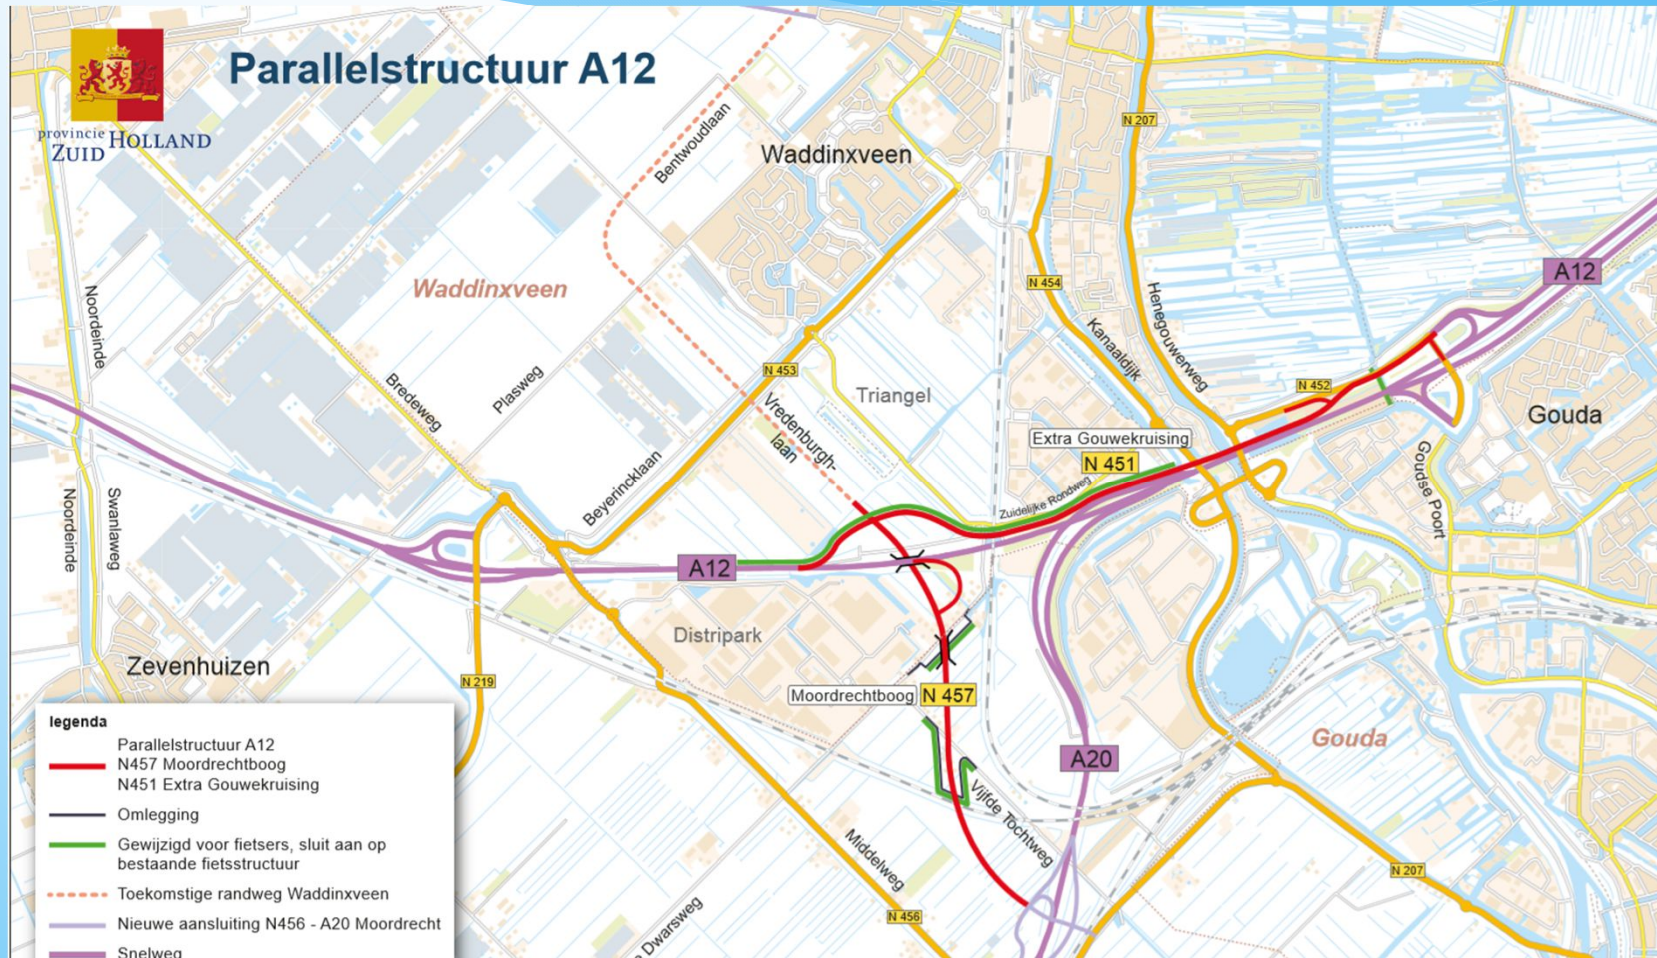 Parallelstructuur A12
provincie HOLLAND
ZUID
Bentwoudlaan
Waddinxveen
N 207
A12
Waddinxveen
N 454
Noordeinde
Henegouwerweg
Kanaaldijk
N 453
Plasweg
Bredeweg
Triangel
N 452
Gouda
Vredenburgh-
laan
Extra Gouwekruising
N 451
Goudse Poort
Beyerincklaan
Zuidelijke Rondweg
Noordeinde
Swanlaweg
A12
Distripark
Zevenhuizen
N 219
Moordrechtboog
N 457
Gouda
A20
Vijfde Tochtweg
Middelweg
N 207
N 456
e Dwarsweg
legenda
Parallelstructuur A12
N457 Moordrechtboog
N451 Extra Gouwekruising
Omlegging
Gewijzigd voor fietsers, sluit aan op
bestaande fietsstructuur
Toekomstige randweg Waddinxveen
Nieuwe aansluiting N456 - A20 Moordrecht
Snelweg